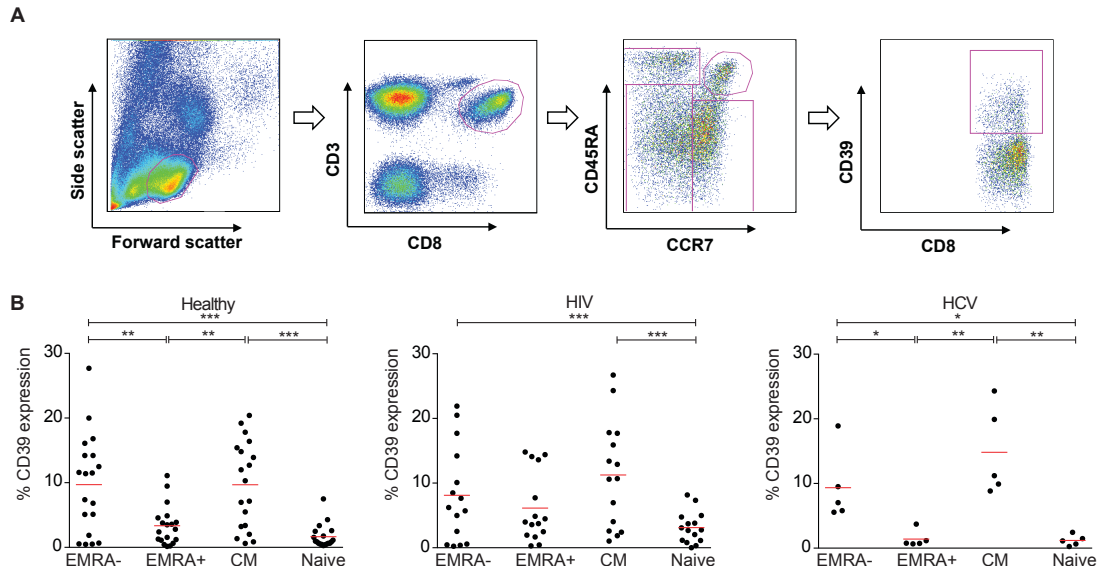 A
Side scatter
Forward scatter
CD3
CD8
CD45RA
CCR7
CD39
CD8
B
Healthy
***
** ** ***
% CD39 expression
30
20
10
0
EMRA- EMRA+ CM Naive
HIV
***
***
% CD39 expression
30
20
10
0
EMRA- EMRA+ CM Naive
HCV
*
* ** **
% CD39 expression
30
20
10
0
EMRA- EMRA+ CM Naive